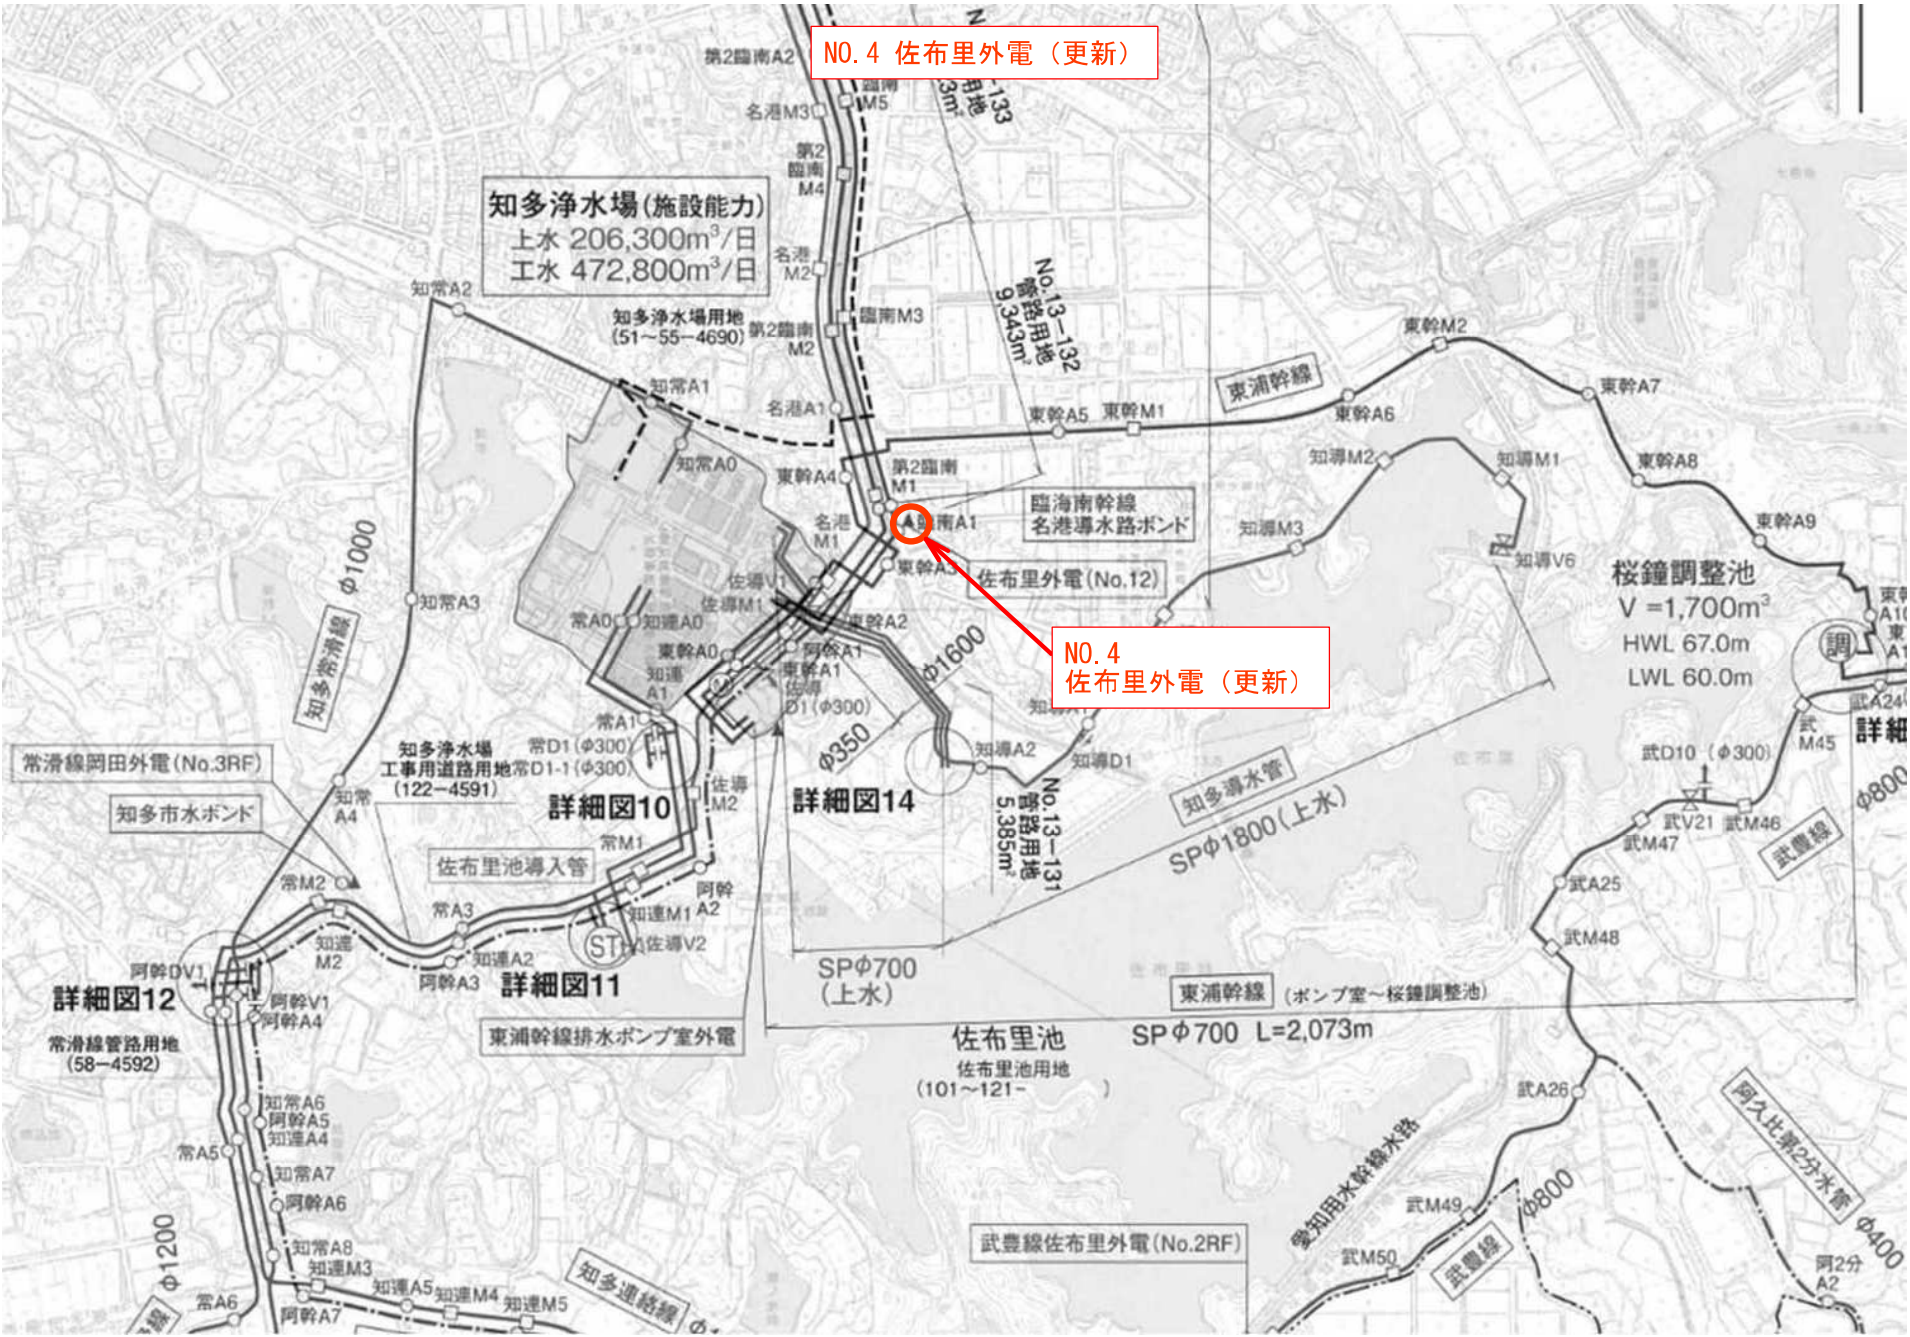 NO.4 佐布里外電（更新）
第2臨南A2
臨南
M5
名港M3
第2
臨南
M4
知多浄水場(施設能力)
上水 206,300m³/日
工水 472,800m³/日
名港
M2
知常A2
知多浄水場用地
(51～55－4690)
第2臨南
M2
臨南M3
No.13－132
管路用地
9,343m²
東幹M2
東浦幹線
東幹A7
東幹A6
知常A1
名港A1
東幹A5
東幹M1
知常A0
東幹A4
第2臨南
M1
知導M2
知導M1
東幹A8
臨海南幹線
名港導水路ポンド
名港
M1
臨南A1
知導M3
東幹A9
φ1000
東幹A3
佐布里外電(No.12)
知導V6
桜鐘調整池
V =1,700m³
HWL 67.0m
LWL 60.0m
調
知常A3
佐導V1
佐導M1
常A0
知連A0
東幹A2
φ1600
NO.4
佐布里外電（更新）
東幹A0
阿幹A1
東幹A1
佐導
D1(φ300)
知連
A1
知多常滑線
常A1
φ350
知導A2
知導D1
武A24
武
M45
常滑線岡田外電(No.3RF)
知多浄水場
工事用道路用地
(122－4591)
常D1(φ300)
常D1-1(φ300)
武D10 (φ300)
φ800
知多市水ポンド
知常
A4
詳細図10
佐導
M2
詳細図14
No.13－131
管路用地
5,385m²
知多導水管
SPφ1800(上水)
武V21
武M46
武M47
武豊線
佐布里池導入管
常M1
常M2
常A3
阿幹
A2
武A25
知連M1
ST
佐導V2
武M48
知連
M2
知連A2
阿幹A3
詳細図11
阿幹DV1
詳細図12
阿幹V1
阿幹A4
SPφ700
(上水)
東浦幹線 (ポンプ室～桜鐘調整池)
SPφ700 L=2,073m
東浦幹線排水ポンプ室外電
常滑線管路用地
(58－4592)
佐布里池
佐布里池用地
(101～121- )
武A26
知常A6
阿幹A5
知連A4
常A5
知常A7
阿幹A6
愛知用水幹線水路
阿久比第2分水管
φ400
φ1200
知常A8
知連M3
武豊線佐布里外電(No.2RF)
武M49
φ800
武M50
武豊線
阿2分
A2
知多連絡線
知連A5
知連M4
知連M5
常A6
阿幹A7